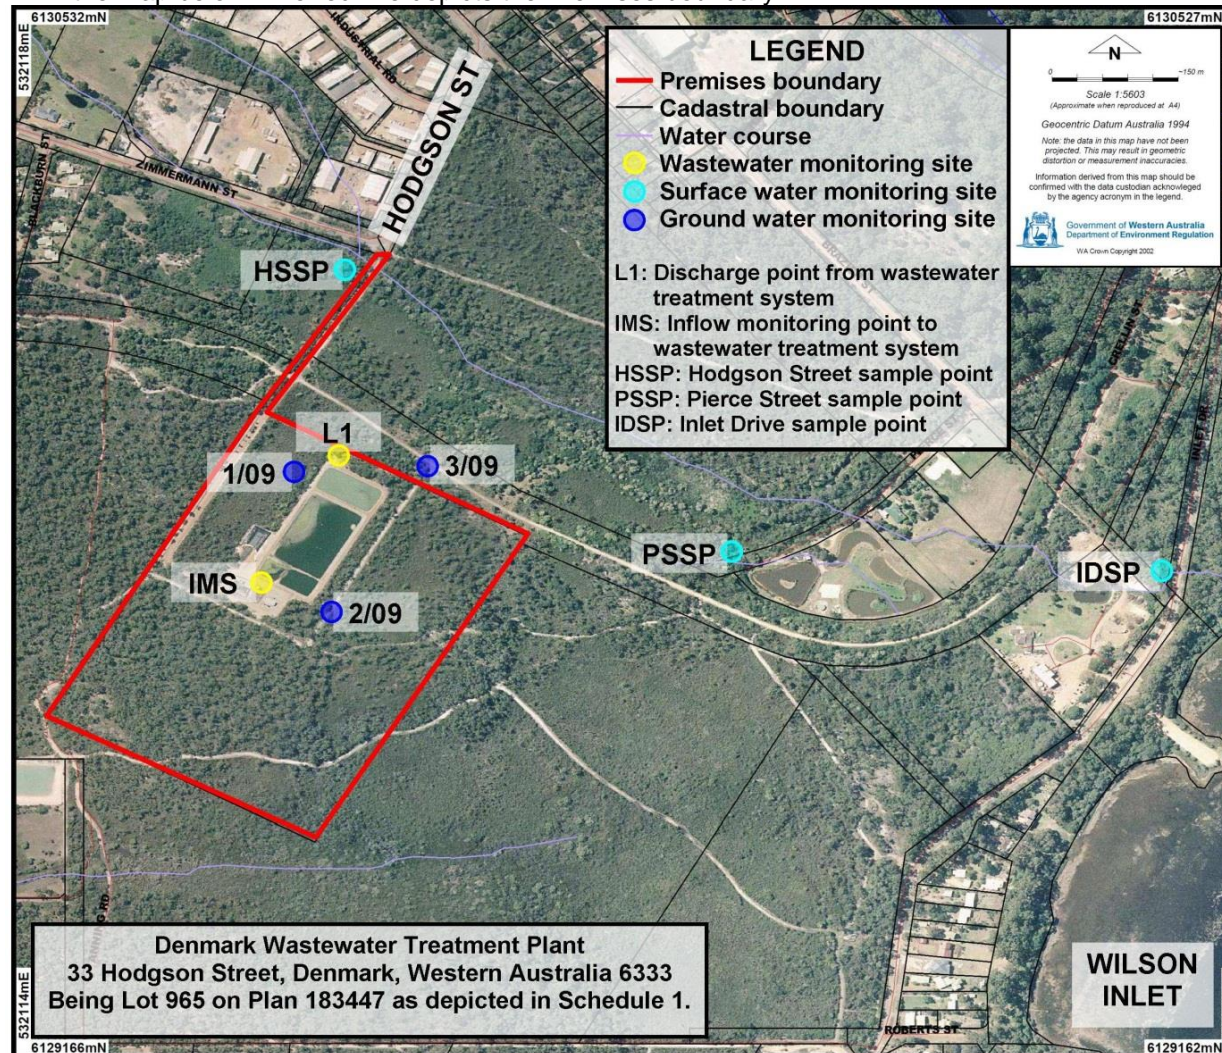 6130532mN
6130527mN
532118mE
LEGEND
Premises boundary
Cadastral boundary
Water course
Wastewater monitoring site
Surface water monitoring site
Ground water monitoring site
L1: Discharge point from wastewater
treatment system
IMS: Inflow monitoring point to
wastewater treatment system
HSSP: Hodgson Street sample point
PSSP: Pierce Street sample point
IDSP: Inlet Drive sample point
N
0 ~150 m
Scale 1:5603
(Approximate when reproduced at A4)
Geocentric Datum Australia 1994
Note: the data in this map have not been
projected. This may result in geometric
distortion or measurement inaccuracies.
Information derived from this map should be
confirmed with the data custodian acknowleged
by the agency acronym in the legend.
Government of Western Australia
Department of Environment Regulation
WA Crown Copyright 2002
INDUSTRIAL RD
HODGSON ST
ZIMMERMANN ST
BLACKBURN ST
HSSP
L1
1/09
3/09
IMS
2/09
PSSP
IDSP
INLET DR
Denmark Wastewater Treatment Plant
33 Hodgson Street, Denmark, Western Australia 6333
Being Lot 965 on Plan 183447 as depicted in Schedule 1.
WILSON
INLET
ROBERTS ST
532114mE
6129166mN
6129162mN